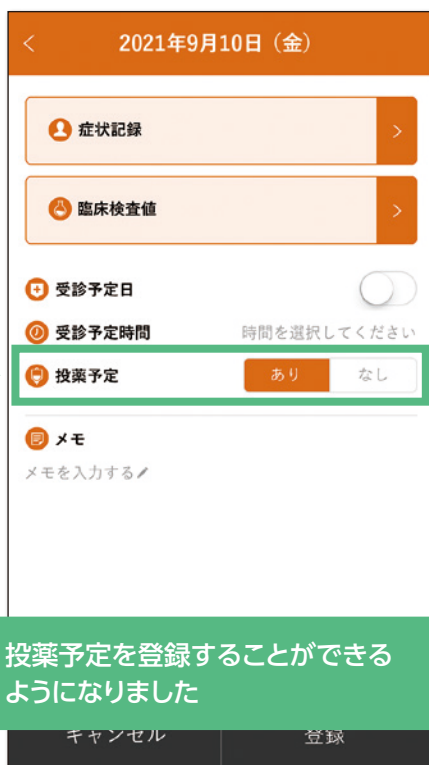 2021年9月10日（金）
症状記録
臨床検査値
受診予定日
受診予定時間 時間を選択してください
投薬予定 あり なし
メモ
メモを入力する
投薬予定を登録することができる
ようになりました
キャンセル 登録